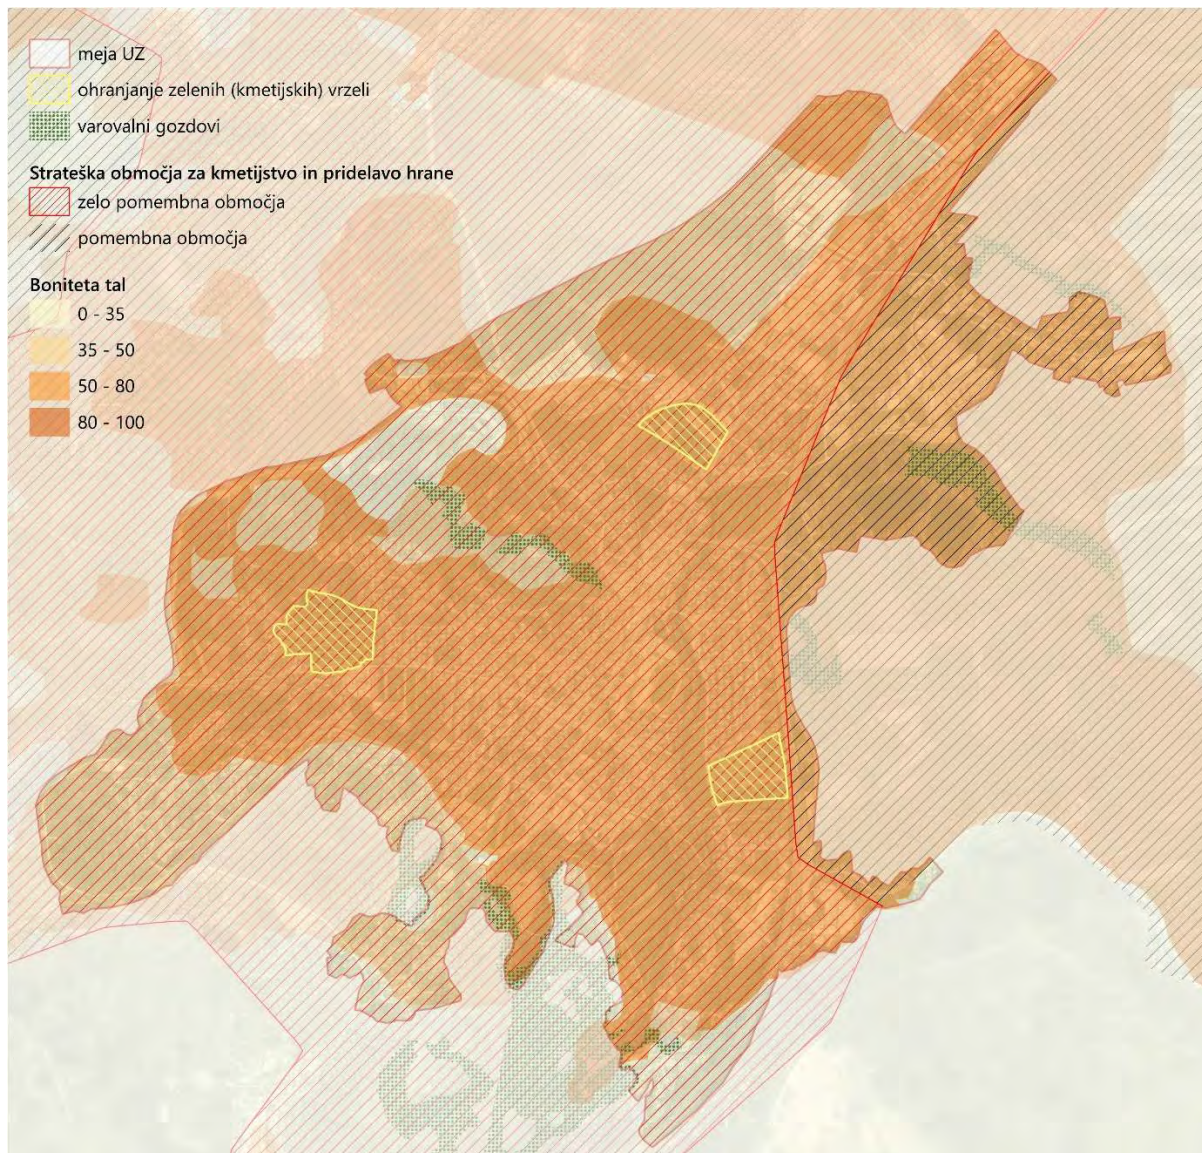 meja UZ
ohranjanje zelenih (kmetijskih) vrzeli
varovalni gozdovi
Strateška območja za kmetijstvo in pridelavo hrane
zelo pomembna območja
pomembna območja
Boniteta tal
0 - 35
35 - 50
50 - 80
80 - 100